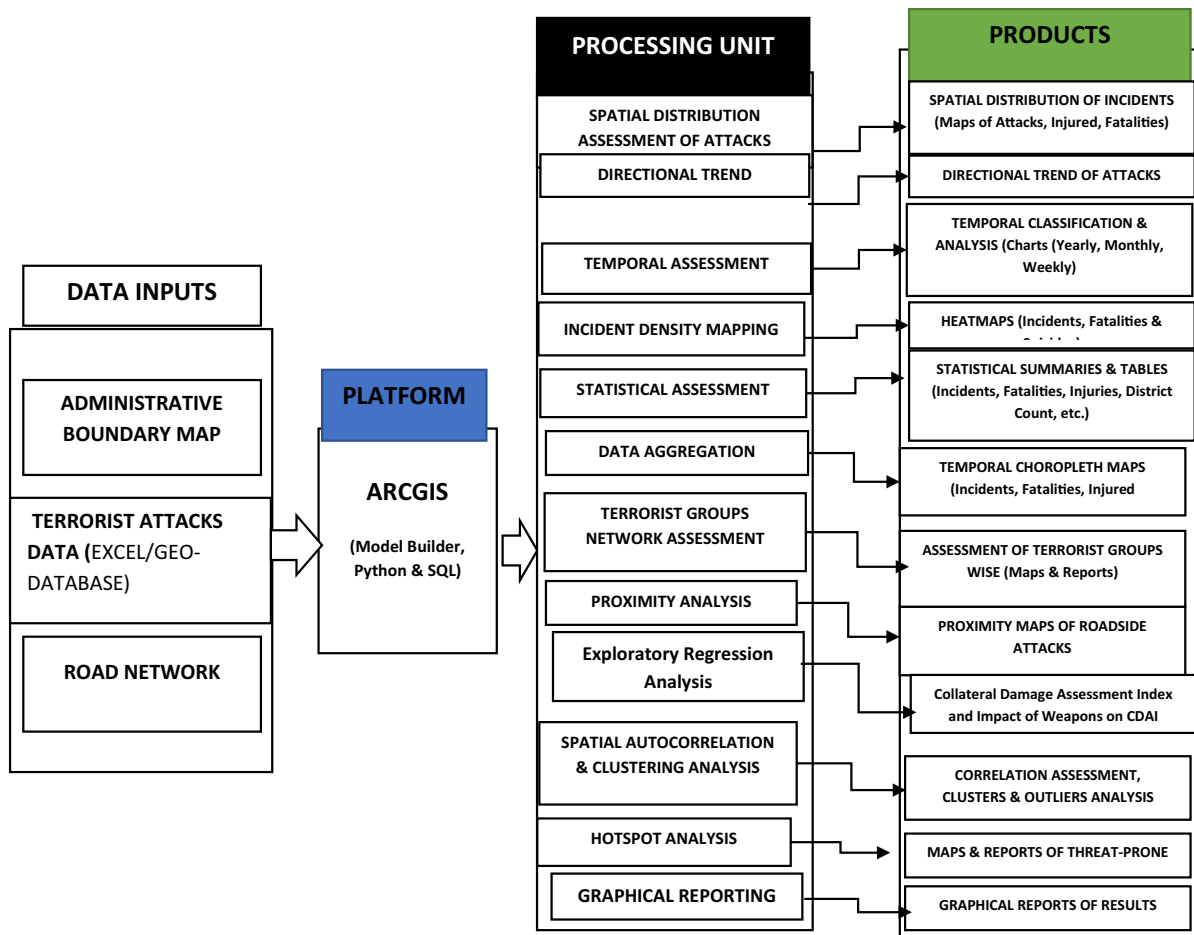 DATA INPUTS
ADMINISTRATIVE
BOUNDARY MAP
TERRORIST ATTACKS
DATA (EXCEL/GEO-
DATABASE)
ROAD NETWORK
PLATFORM
ARCGIS
(Model Builder,
Python & SQL)
PROCESSING UNIT
SPATIAL DISTRIBUTION
ASSESSMENT OF ATTACKS
DIRECTIONAL TREND
TEMPORAL ASSESSMENT
INCIDENT DENSITY MAPPING
STATISTICAL ASSESSMENT
DATA AGGREGATION
TERRORIST GROUPS
NETWORK ASSESSMENT
PROXIMITY ANALYSIS
Exploratory Regression
Analysis
SPATIAL AUTOCORRELATION
& CLUSTERING ANALYSIS
HOTSPOT ANALYSIS
GRAPHICAL REPORTING
PRODUCTS
SPATIAL DISTRIBUTION OF INCIDENTS
(Maps of Attacks, Injured, Fatalities)
DIRECTIONAL TREND OF ATTACKS
TEMPORAL CLASSIFICATION &
ANALYSIS (Charts (Yearly, Monthly,
Weekly)
HEATMAPS (Incidents, Fatalities &
STATISTICAL SUMMARIES & TABLES
(Incidents, Fatalities, Injuries, District
Count, etc.)
TEMPORAL CHOROPLETH MAPS
(Incidents, Fatalities, Injured
ASSESSMENT OF TERRORIST GROUPS
WISE (Maps & Reports)
PROXIMITY MAPS OF ROADSIDE
ATTACKS
Collateral Damage Assessment Index
and Impact of Weapons on CDAI
CORRELATION ASSESSMENT,
CLUSTERS & OUTLIERS ANALYSIS
MAPS & REPORTS OF THREAT-PRONE
GRAPHICAL REPORTS OF RESULTS